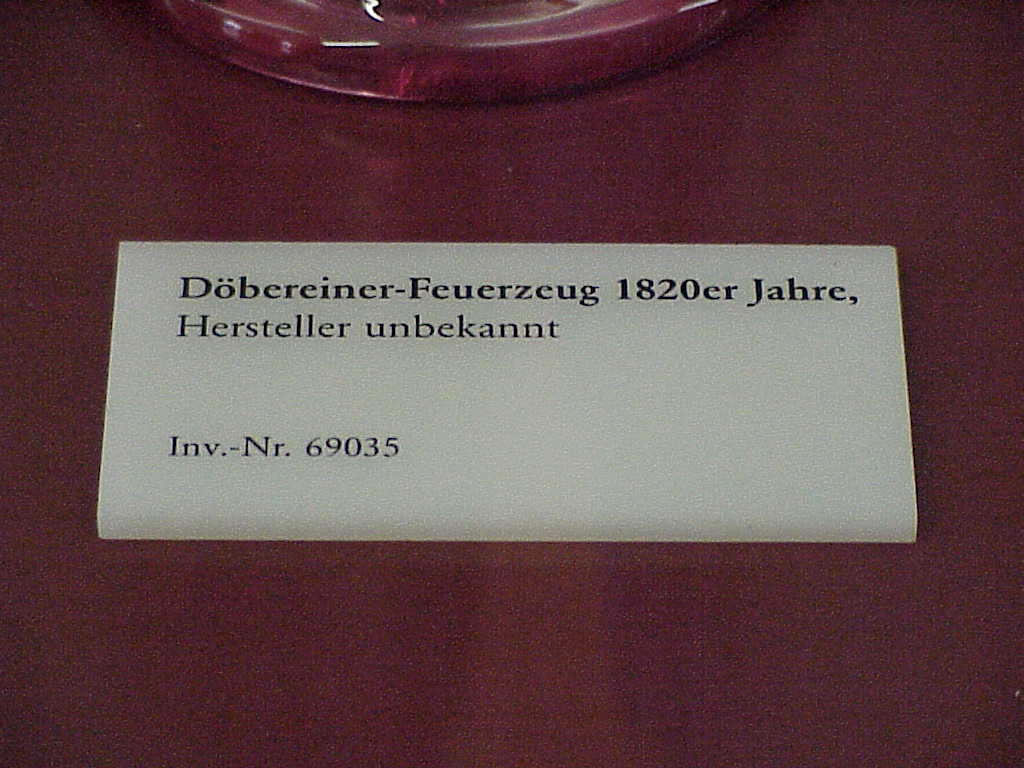 Döbereiner-Feuerzeug 1820er Jahre,
Hersteller unbekannt
Inv.-Nr. 69035